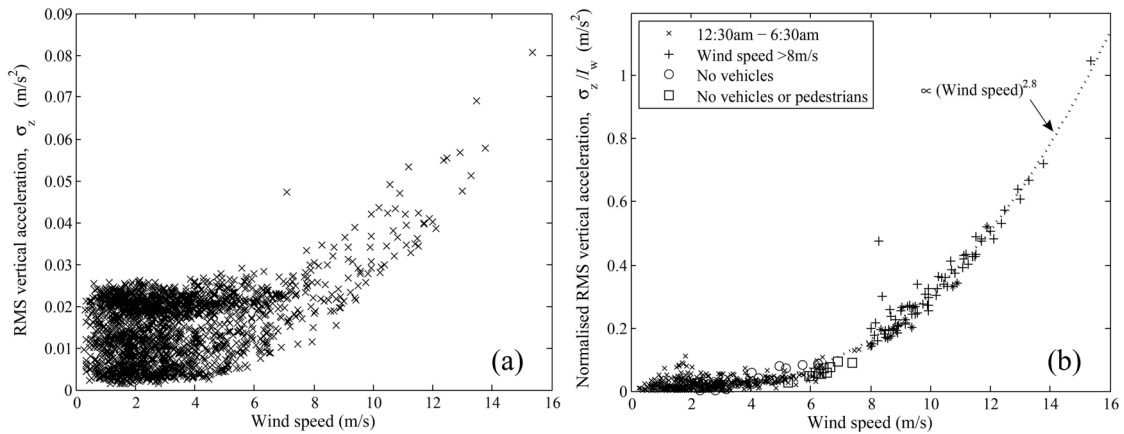 0.09
0.08
0.07
0.06
0.05
0.04
0.03
0.02
0.01
0
RMS vertical acceleration, σz (m/s²)
0 2 4 6 8 10 12 14 16
Wind speed (m/s)
(a)
1
0.8
0.6
0.4
0.2
0
Normalised RMS vertical acceleration, σz/Iw (m/s²)
12:30am − 6:30am
Wind speed >8m/s
No vehicles
No vehicles or pedestrians
∝ (Wind speed)^2.8
0 2 4 6 8 10 12 14 16
Wind speed (m/s)
(b)